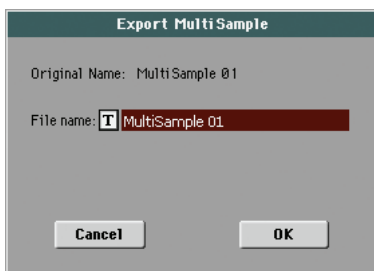 Export MultiSample
Original Name: MultiSample 01
File name: T MultiSample 01
Cancel OK